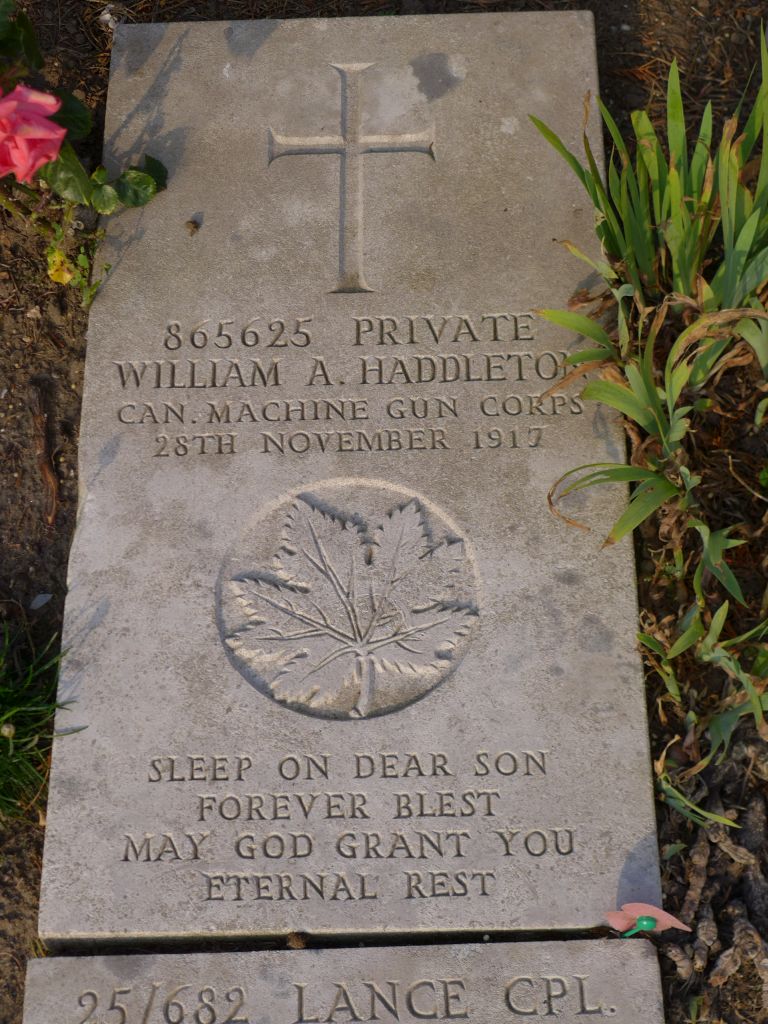 865625 PRIVATE
WILLIAM A. HADDLETON
CAN. MACHINE GUN CORPS
28TH NOVEMBER 1917
SLEEP ON DEAR SON
FOREVER BLEST
MAY GOD GRANT YOU
ETERNAL REST
25/682 LANCE CPL.